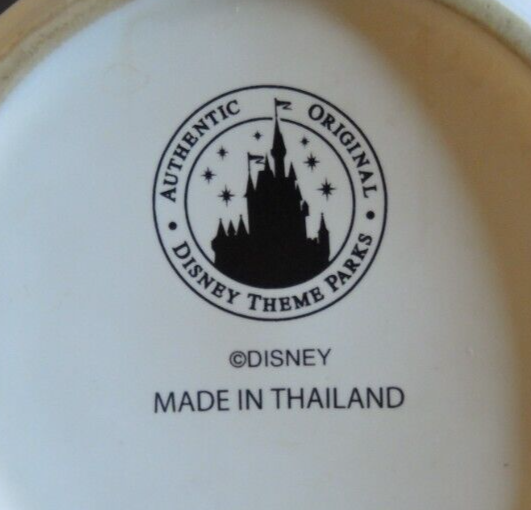 AUTHENTIC ORIGINAL
• DISNEY THEME PARKS •
©DISNEY
MADE IN THAILAND